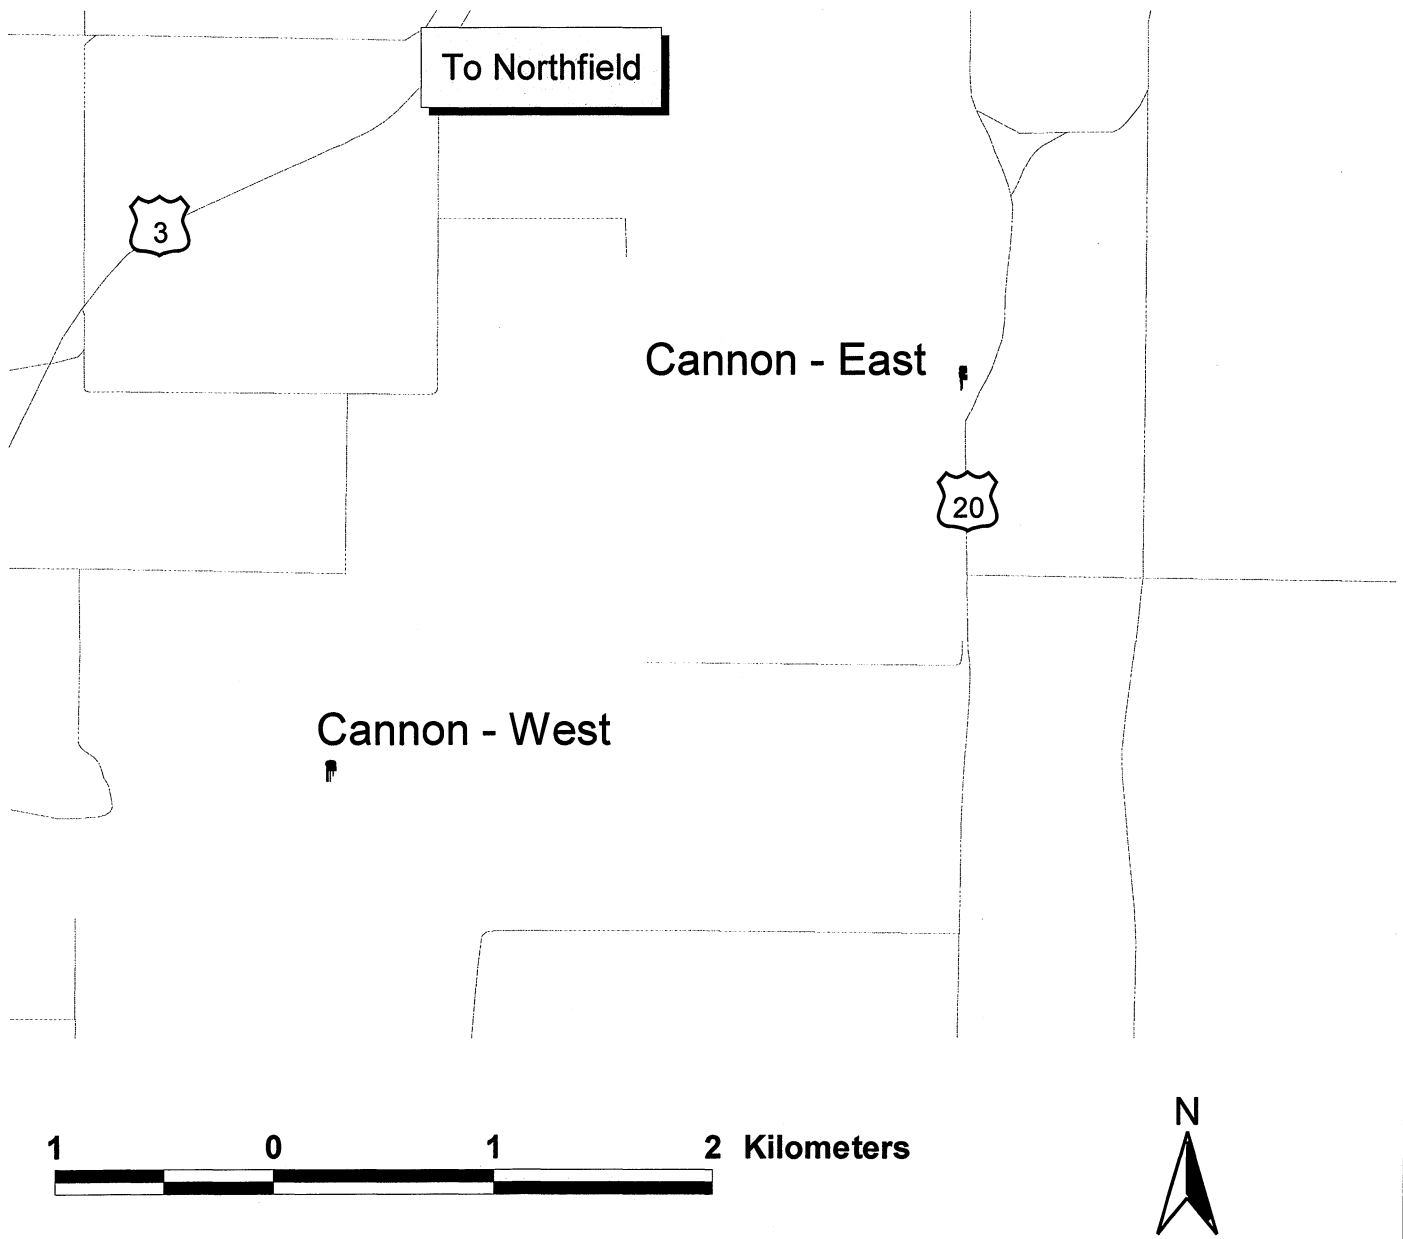 To Northfield
3
Cannon - East
20
Cannon - West
N
1 0 1 2 Kilometers